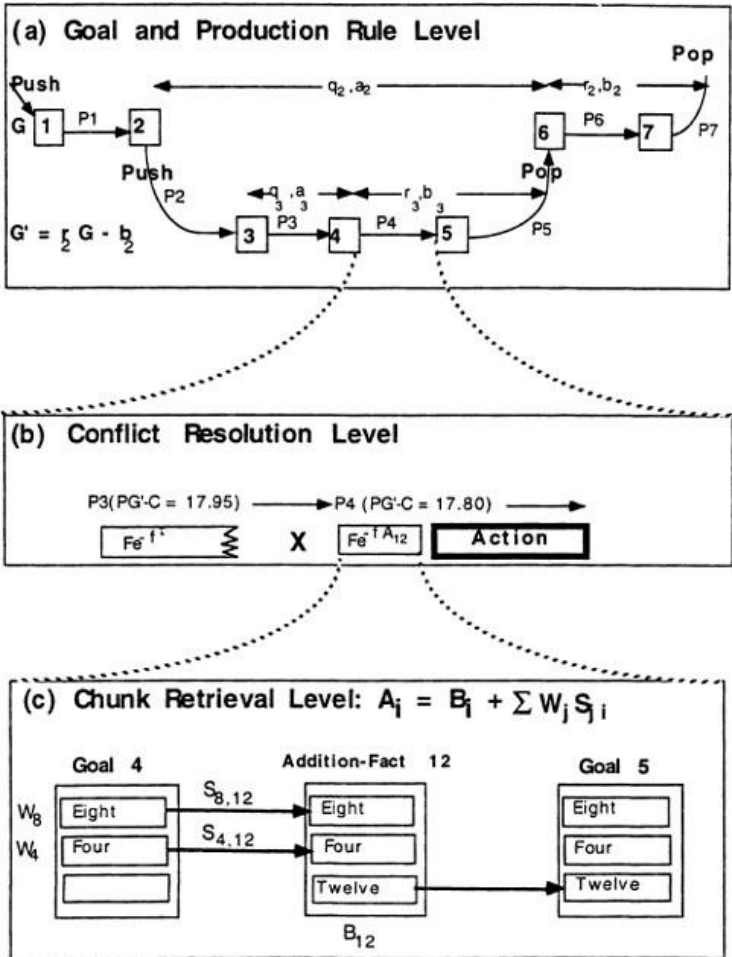 (a) Goal and Production Rule Level
Pop
Push
q₂,a₂
r₂,b₂
G
1
P1
2
6
P6
7
P7
Push
P2
Pop
q₃,a₃
r₃,b₃
G' = r₂ G - b₂
3
P3
4
P4
5
P5
(b) Conflict Resolution Level
P3(PG'-C = 17.95)
P4 (PG'-C = 17.80)
X
Fe^-f A₁₂
Action
(c) Chunk Retrieval Level: Aᵢ = Bᵢ + ∑ Wⱼ Sⱼᵢ
Goal 4
Addition-Fact 12
Goal 5
W₈
Eight
S₈,₁₂
Eight
Eight
W₄
Four
S₄,₁₂
Four
Four
Twelve
Twelve
B₁₂